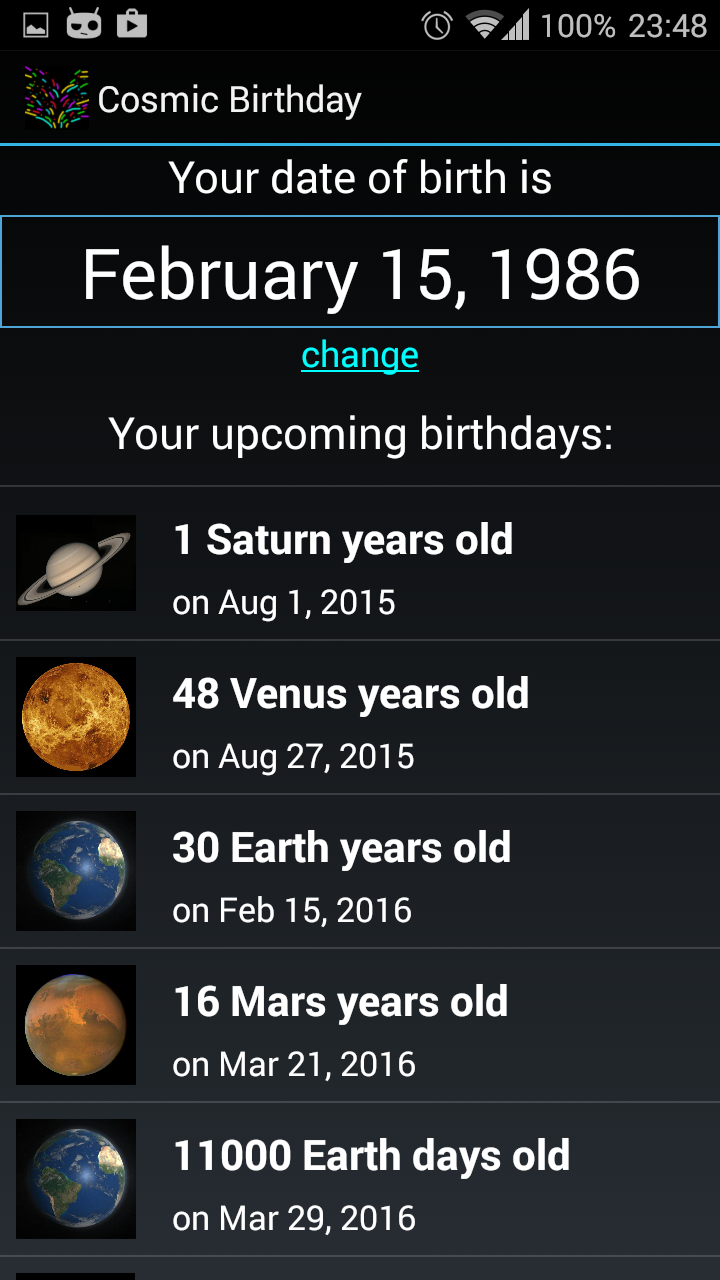 100% 23:48
Cosmic Birthday
Your date of birth is
February 15, 1986
change
Your upcoming birthdays:
1 Saturn years old
on Aug 1, 2015
48 Venus years old
on Aug 27, 2015
30 Earth years old
on Feb 15, 2016
16 Mars years old
on Mar 21, 2016
11000 Earth days old
on Mar 29, 2016